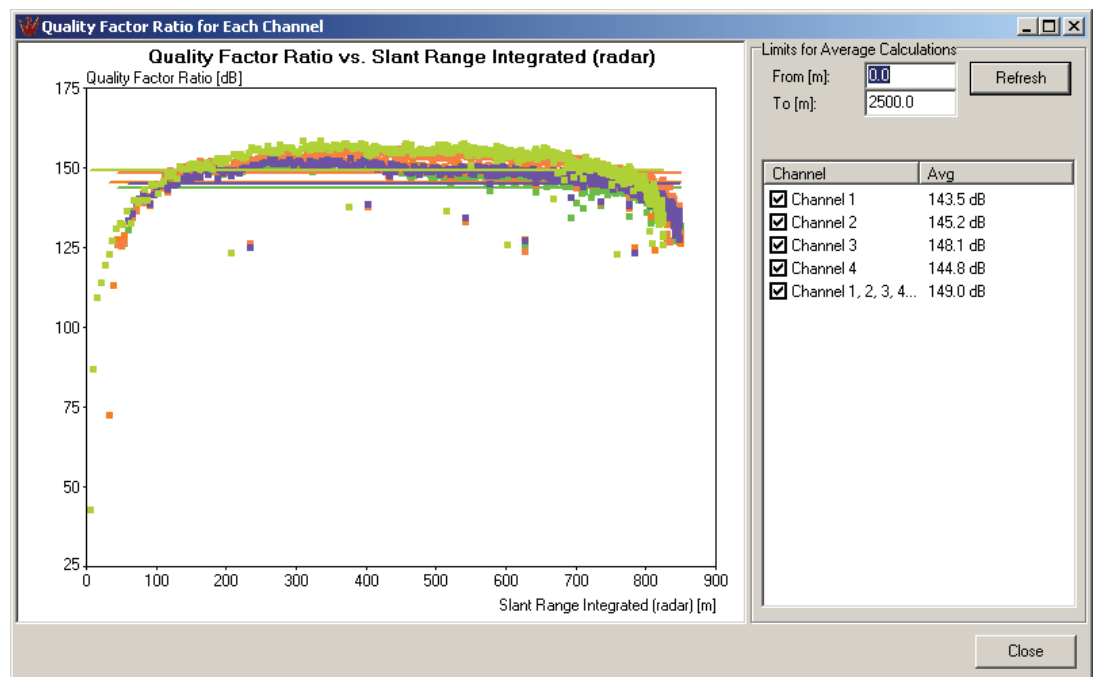 Quality Factor Ratio for Each Channel
Quality Factor Ratio vs. Slant Range Integrated (radar)
Quality Factor Ratio [dB]
175
150
125
100
75
50
25
0 100 200 300 400 500 600 700 800 900
Slant Range Integrated (radar) [m]
Limits for Average Calculations
From [m]: 0.0 Refresh
To [m]: 2500.0
Channel Avg
Channel 1 143.5 dB
Channel 2 145.2 dB
Channel 3 148.1 dB
Channel 4 144.8 dB
Channel 1, 2, 3, 4... 149.0 dB
Close